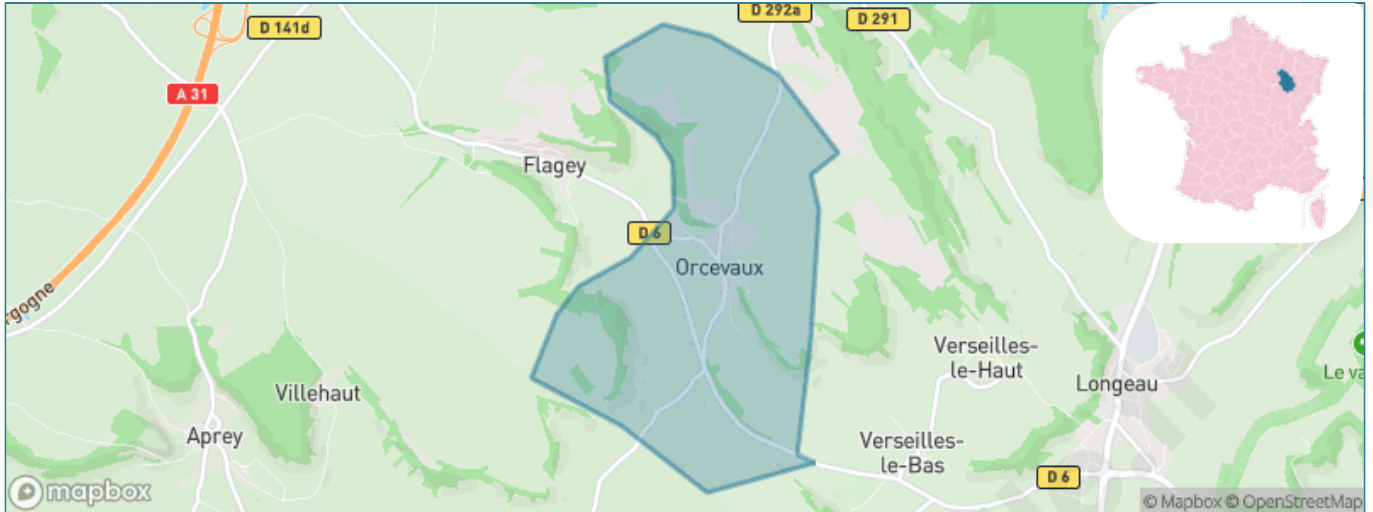 D 292a
D 291
D 141d
A 31
Flagey
D 6
Orcevaux
rgogne
Verseilles-
le-Haut
Le va
Longeau
Villehaut
Aprey
Verseilles-
le-Bas
D 6
mapbox
© Mapbox © OpenStreetMap